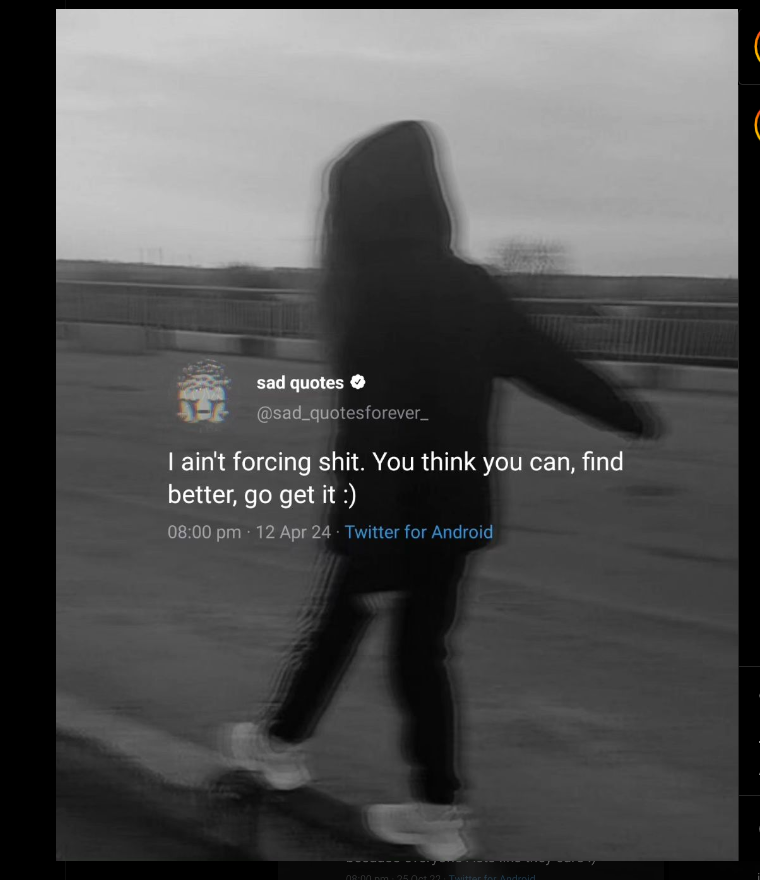 sad quotes
@sad_quotesforever_
I ain't forcing shit. You think you can, find
better, go get it :)
08:00 pm · 12 Apr 24 · Twitter for Android
08:00 pm · 25 Oct 22 · Twitter for Android